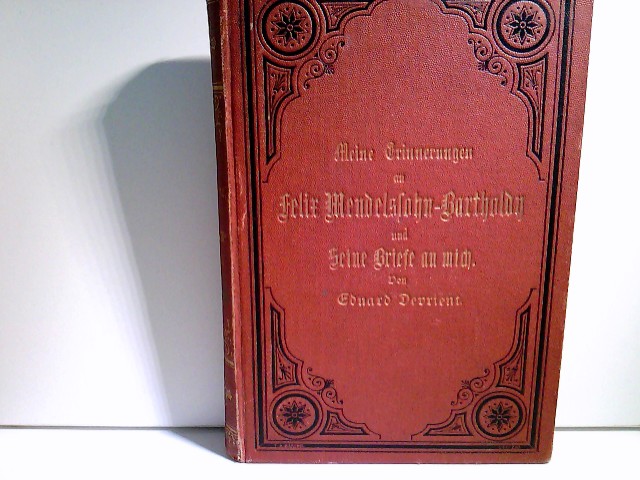 Meine Erinnerungen
an
Felix Mendelssohn-Bartholdy
und
Seine Briefe an mich.
Von
Eduard Devrient.